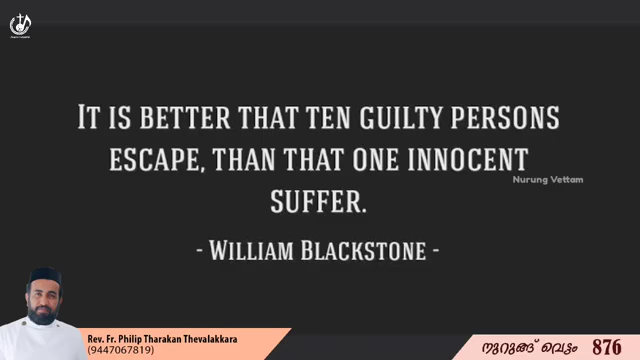 IT IS BETTER THAT TEN GUILTY PERSONS
ESCAPE, THAN THAT ONE INNOCENT
SUFFER.
Nurung Vettam
- WILLIAM BLACKSTONE -
Rev. Fr. Philip Tharakan Thevalakkara
(9447067819)
നുറുങ്ങ് വെട്ടം 876